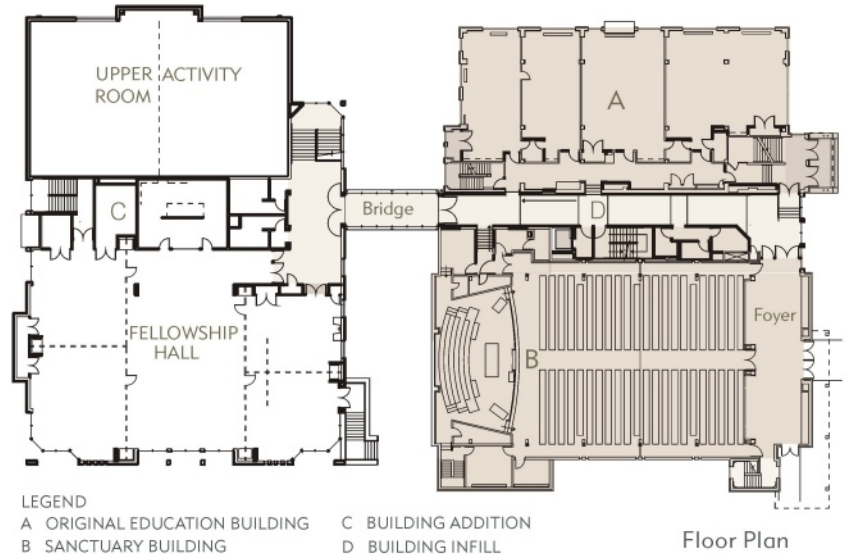 UPPER ACTIVITY
ROOM
A
C
Bridge
D
FELLOWSHIP
HALL
Foyer
B
LEGEND
A ORIGINAL EDUCATION BUILDING
B SANCTUARY BUILDING
C BUILDING ADDITION
D BUILDING INFILL
Floor Plan